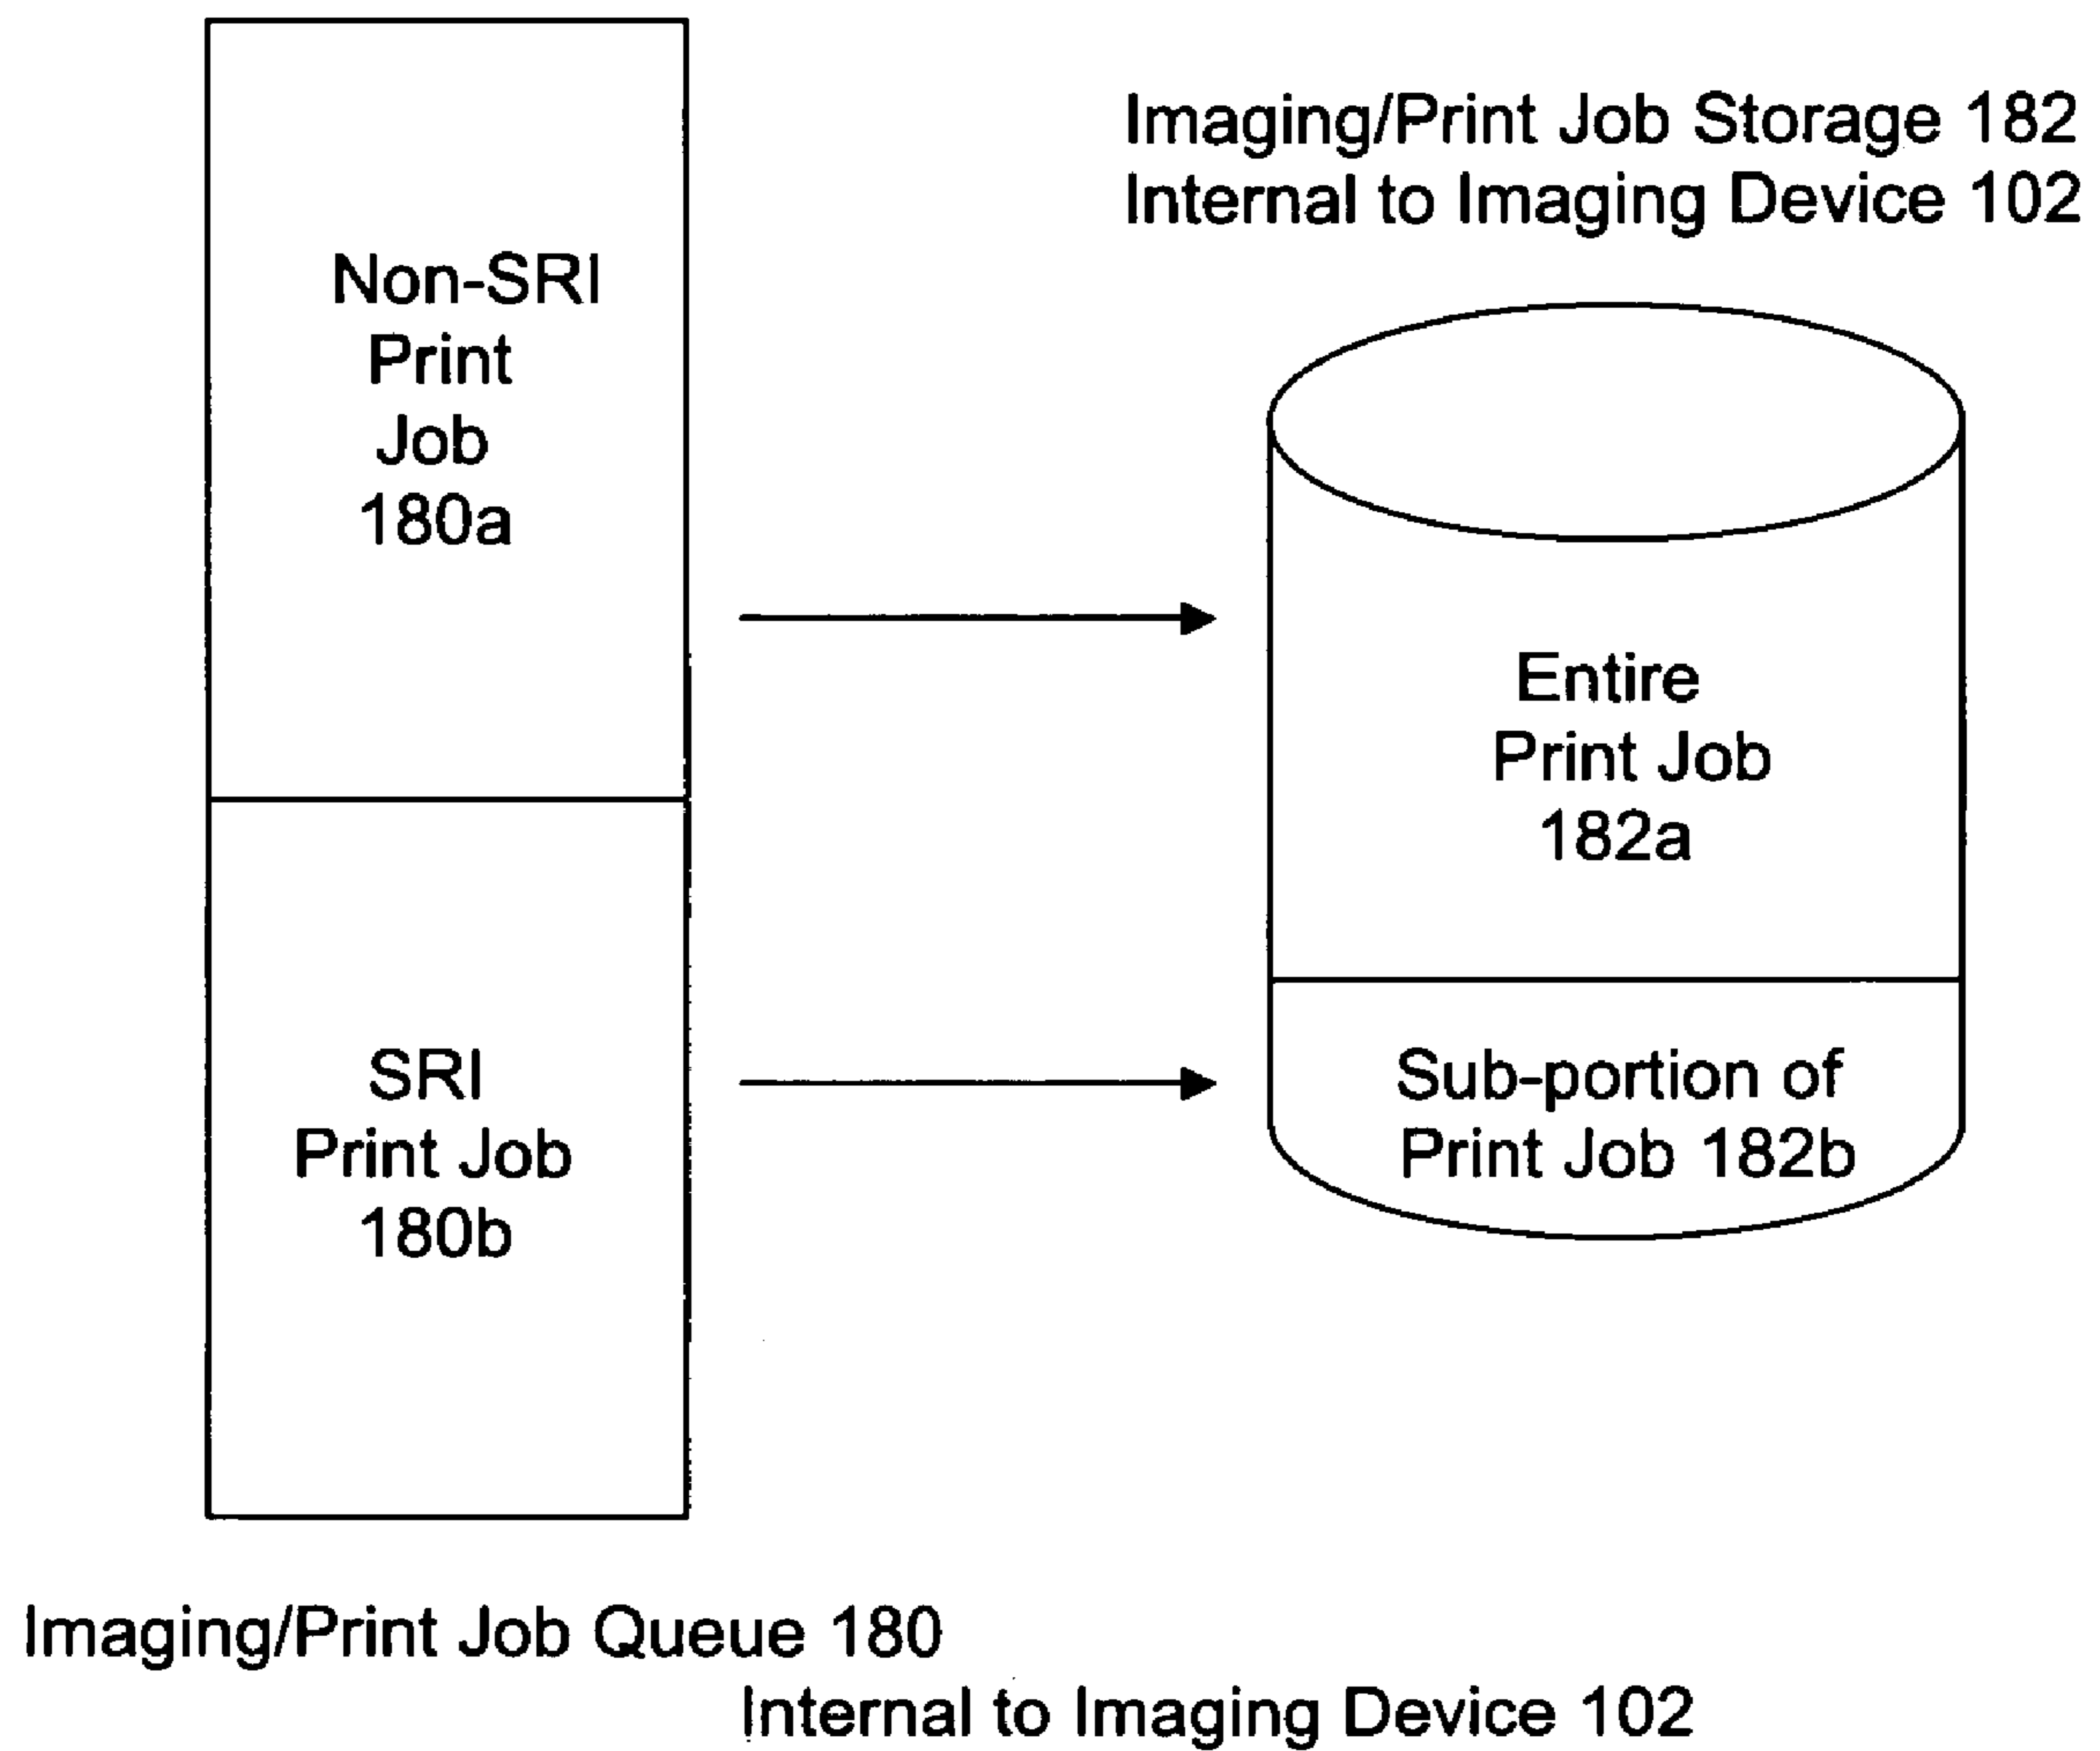 Non-SRI
Print
Job
180a
SRI
Print Job
180b
Imaging/Print Job Queue 180
Internal to Imaging Device 102
Imaging/Print Job Storage 182
Internal to Imaging Device 102
Entire
Print Job
182a
Sub-portion of
Print Job 182b